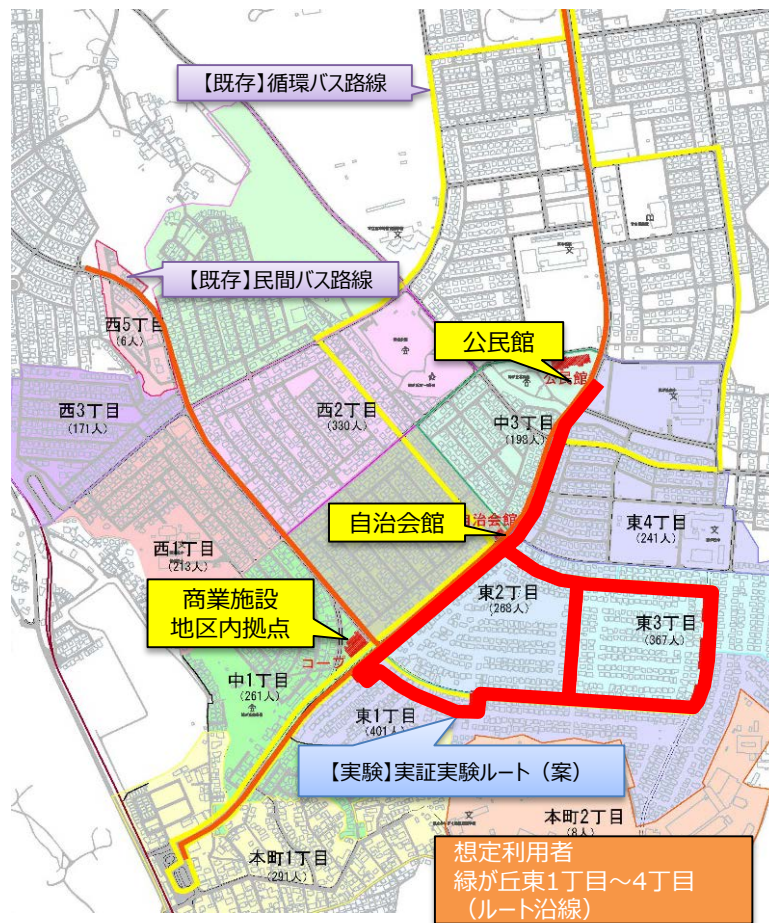 【既存】循環バス路線
【既存】民間バス路線
西5丁目
(6人)
公民館
公民館
西3丁目
(171人)
西2丁目
(330人)
中3丁目
(198人)
自治会館
自治会館
東4丁目
(241人)
西1丁目
(213人)
商業施設
地区内拠点
コープ
東2丁目
(268人)
東3丁目
(367人)
中1丁目
(261人)
東1丁目
(401人)
【実験】実証実験ルート（案）
本町2丁目
(8人)
本町1丁目
(291人)
想定利用者
緑が丘東1丁目～4丁目
（ルート沿線）